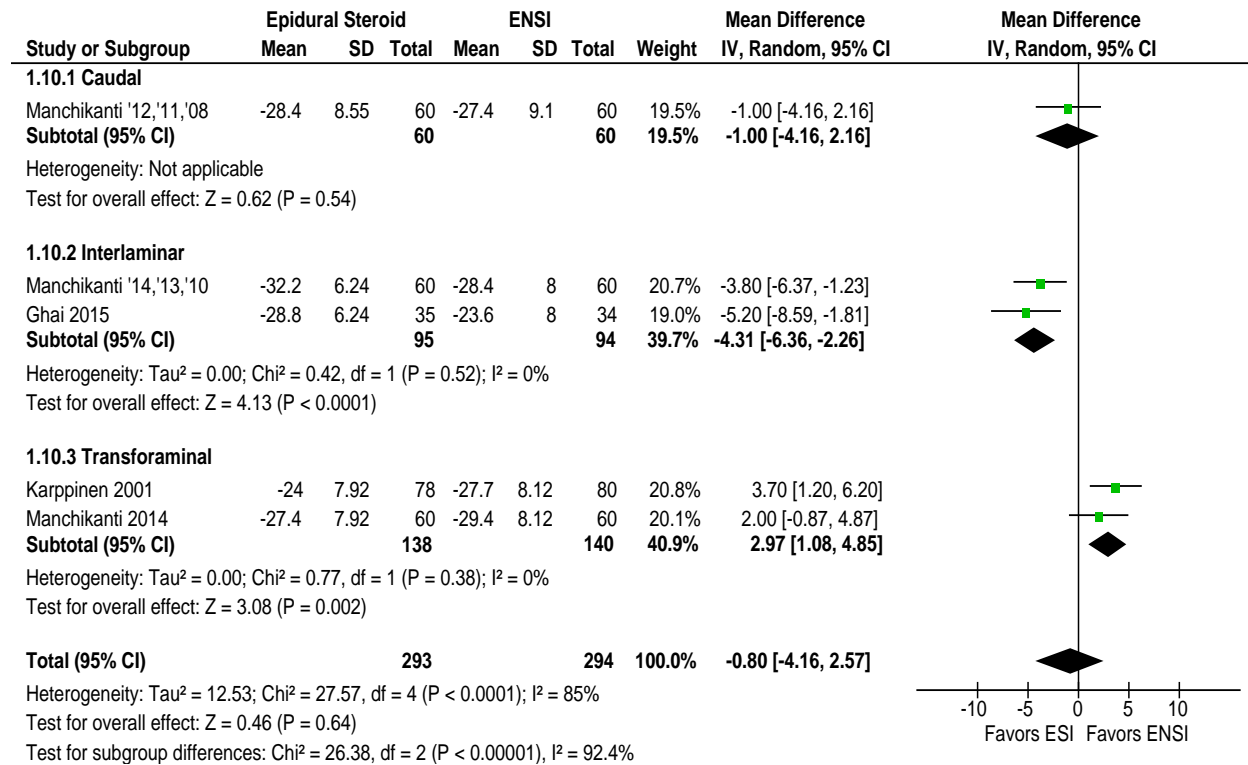 Epidural Steroid ENSI Mean Difference Mean Difference
Study or Subgroup Mean SD Total Mean SD Total Weight IV, Random, 95% CI IV, Random, 95% CI
1.10.1 Caudal
Manchikanti '12,'11,'08 -28.4 8.55 60 -27.4 9.1 60 19.5% -1.00 [-4.16, 2.16]
Subtotal (95% CI) 60 60 19.5% -1.00 [-4.16, 2.16]
Heterogeneity: Not applicable
Test for overall effect: Z = 0.62 (P = 0.54)
1.10.2 Interlaminar
Manchikanti '14,'13,'10 -32.2 6.24 60 -28.4 8 60 20.7% -3.80 [-6.37, -1.23]
Ghai 2015 -28.8 6.24 35 -23.6 8 34 19.0% -5.20 [-8.59, -1.81]
Subtotal (95% CI) 95 94 39.7% -4.31 [-6.36, -2.26]
Heterogeneity: Tau² = 0.00; Chi² = 0.42, df = 1 (P = 0.52); I² = 0%
Test for overall effect: Z = 4.13 (P < 0.0001)
1.10.3 Transforaminal
Karppinen 2001 -24 7.92 78 -27.7 8.12 80 20.8% 3.70 [1.20, 6.20]
Manchikanti 2014 -27.4 7.92 60 -29.4 8.12 60 20.1% 2.00 [-0.87, 4.87]
Subtotal (95% CI) 138 140 40.9% 2.97 [1.08, 4.85]
Heterogeneity: Tau² = 0.00; Chi² = 0.77, df = 1 (P = 0.38); I² = 0%
Test for overall effect: Z = 3.08 (P = 0.002)
Total (95% CI) 293 294 100.0% -0.80 [-4.16, 2.57]
Heterogeneity: Tau² = 12.53; Chi² = 27.57, df = 4 (P < 0.0001); I² = 85%
Test for overall effect: Z = 0.46 (P = 0.64)
Test for subgroup differences: Chi² = 26.38, df = 2 (P < 0.00001), I² = 92.4%
-10 -5 0 5 10
Favors ESI Favors ENSI